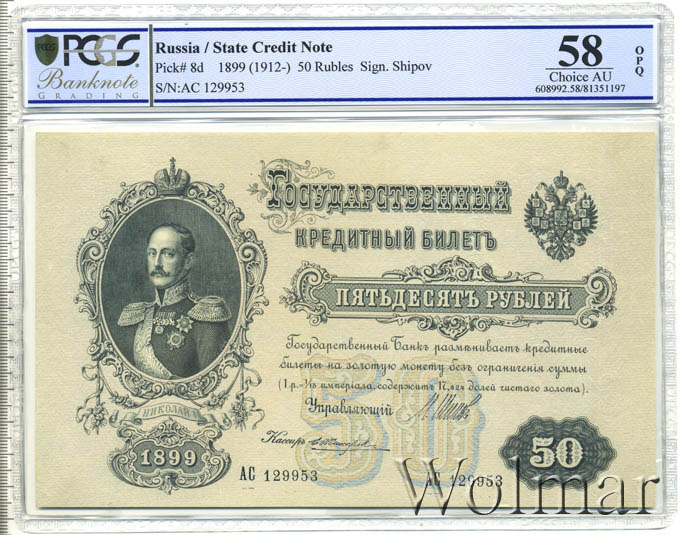 PCGS
Banknote
GRADING
Russia / State Credit Note
Pick# 8d 1899 (1912-) 50 Rubles Sign. Shipov
S/N:AC 129953
58
Choice AU
608992.58/81351197
OPQ
Государственный
кредитный билетъ
пятьдесятъ рублей
Государственный Банкъ размѣниваетъ кредитные
билеты на золотую монету безъ ограниченія суммы
(1 р.= 1/15 имперіала, содержитъ 17,424 долей чистаго золота).
Управляющій
50
Николай I
Кассиръ
1899
АС 129953
АС 129953
50
Wolmar